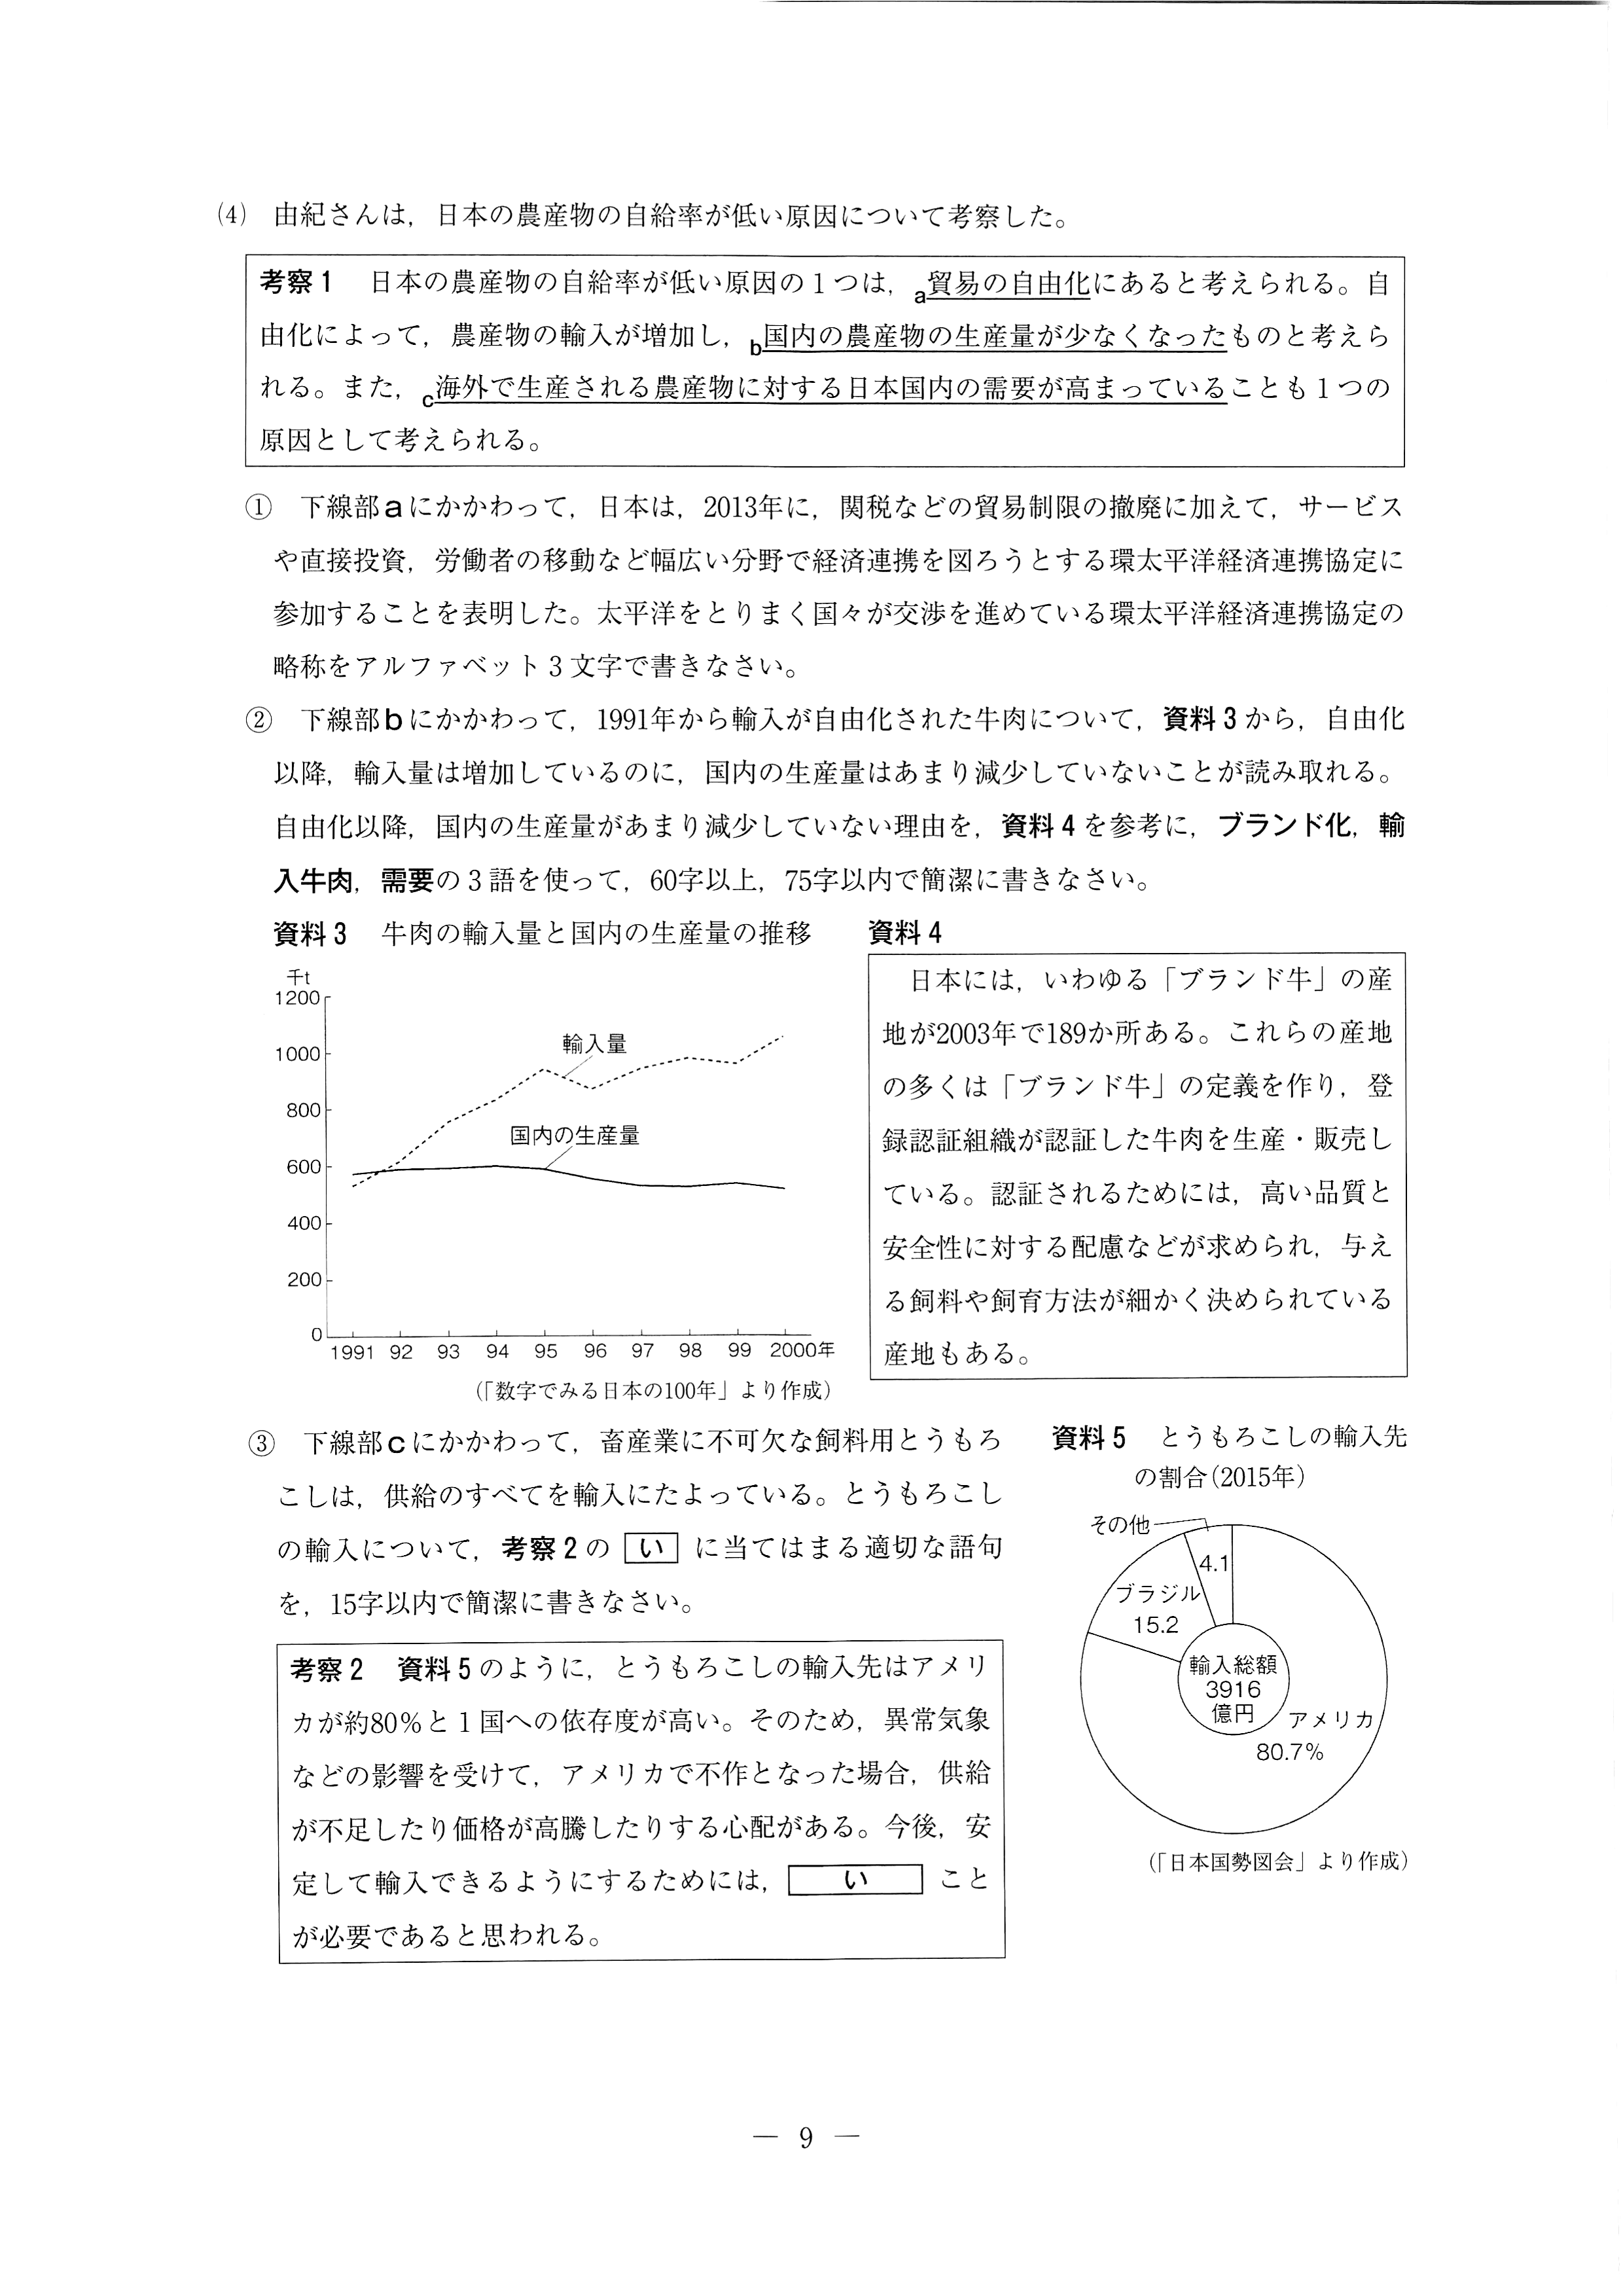 (4) 由紀さんは，日本の農産物の自給率が低い原因について考察した。
考察1　日本の農産物の自給率が低い原因の1つは，a貿易の自由化にあると考えられる。自
由化によって，農産物の輸入が増加し，b国内の農産物の生産量が少なくなったものと考えら
れる。また，c海外で生産される農産物に対する日本国内の需要が高まっていることも1つの
原因として考えられる。
①　下線部aにかかわって，日本は，2013年に，関税などの貿易制限の撤廃に加えて，サービス
や直接投資，労働者の移動など幅広い分野で経済連携を図ろうとする環太平洋経済連携協定に
参加することを表明した。太平洋をとりまく国々が交渉を進めている環太平洋経済連携協定の
略称をアルファベット3文字で書きなさい。
②　下線部bにかかわって，1991年から輸入が自由化された牛肉について，資料3から，自由化
以降，輸入量は増加しているのに，国内の生産量はあまり減少していないことが読み取れる。
自由化以降，国内の生産量があまり減少していない理由を，資料4を参考に，ブランド化，輸
入牛肉，需要の3語を使って，60字以上，75字以内で簡潔に書きなさい。
資料3　牛肉の輸入量と国内の生産量の推移
千t
1200
1000
800
600
400
200
0
輸入量
国内の生産量
1991 92 93 94 95 96 97 98 99 2000年
(「数字でみる日本の100年」より作成)
資料4
日本には，いわゆる「ブランド牛」の産
地が2003年で189か所ある。これらの産地
の多くは「ブランド牛」の定義を作り，登
録認証組織が認証した牛肉を生産・販売し
ている。認証されるためには，高い品質と
安全性に対する配慮などが求められ，与え
る飼料や飼育方法が細かく決められている
産地もある。
③　下線部cにかかわって，畜産業に不可欠な飼料用とうもろ
こしは，供給のすべてを輸入にたよっている。とうもろこし
の輸入について，考察2の い に当てはまる適切な語句
を，15字以内で簡潔に書きなさい。
考察2　資料5のように，とうもろこしの輸入先はアメリ
カが約80%と1国への依存度が高い。そのため，異常気象
などの影響を受けて，アメリカで不作となった場合，供給
が不足したり価格が高騰したりする心配がある。今後，安
定して輸入できるようにするためには， い こと
が必要であると思われる。
資料5　とうもろこしの輸入先
の割合(2015年)
その他
4.1
ブラジル
15.2
輸入総額
3916
億円
アメリカ
80.7%
(「日本国勢図会」より作成)
― 9 ―